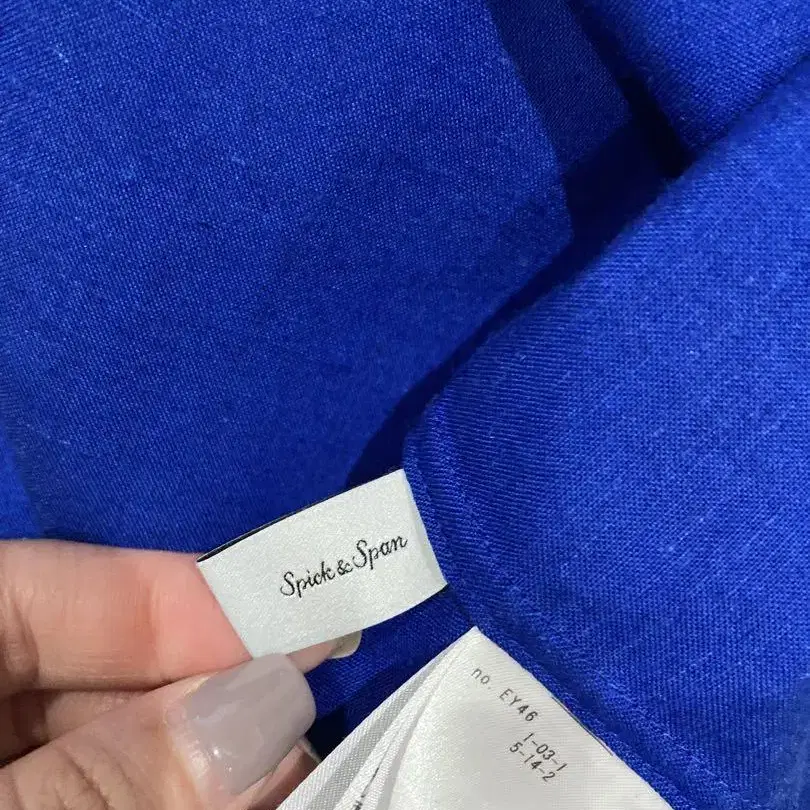 Spick & Span
no. EY46
1-03-1
5-14-2